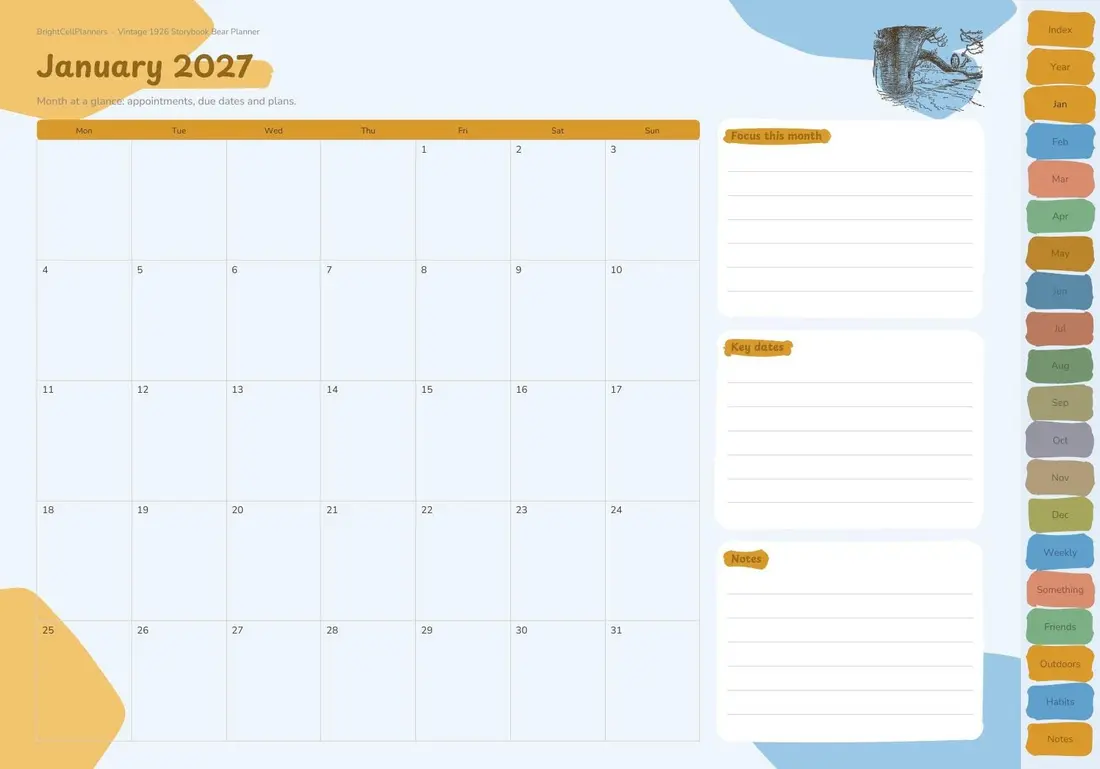 BrightCellPlanners · Vintage 1926 Storybook Bear Planner
January 2027
Month at a glance: appointments, due dates and plans.
Mon Tue Wed Thu Fri Sat Sun
1 2 3
4 5 6 7 8 9 10
11 12 13 14 15 16 17
18 19 20 21 22 23 24
25 26 27 28 29 30 31
Focus this month
Key dates
Notes
Index
Year
Jan
Feb
Mar
Apr
May
Jun
Jul
Aug
Sep
Oct
Nov
Dec
Weekly
Something
Friends
Outdoors
Habits
Notes